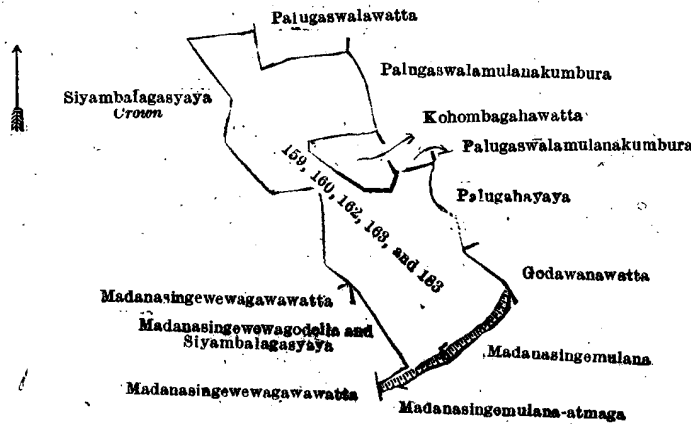 Palugaswalawatta
Palugaswalamulanakumbura
Siyambalagasyaya
Crown
Kohombagahawatta
Palugaswalamulanakumbura
159, 160, 162, 163, and 183
Palugahayaya
Godawanawatta
Madanasingewewagawawatta
Madanasingewewagodella and
Siyambalagasyaya
Madanasingemulana
Madanasingewewagawawatta
Madanasingemulana-atmaga